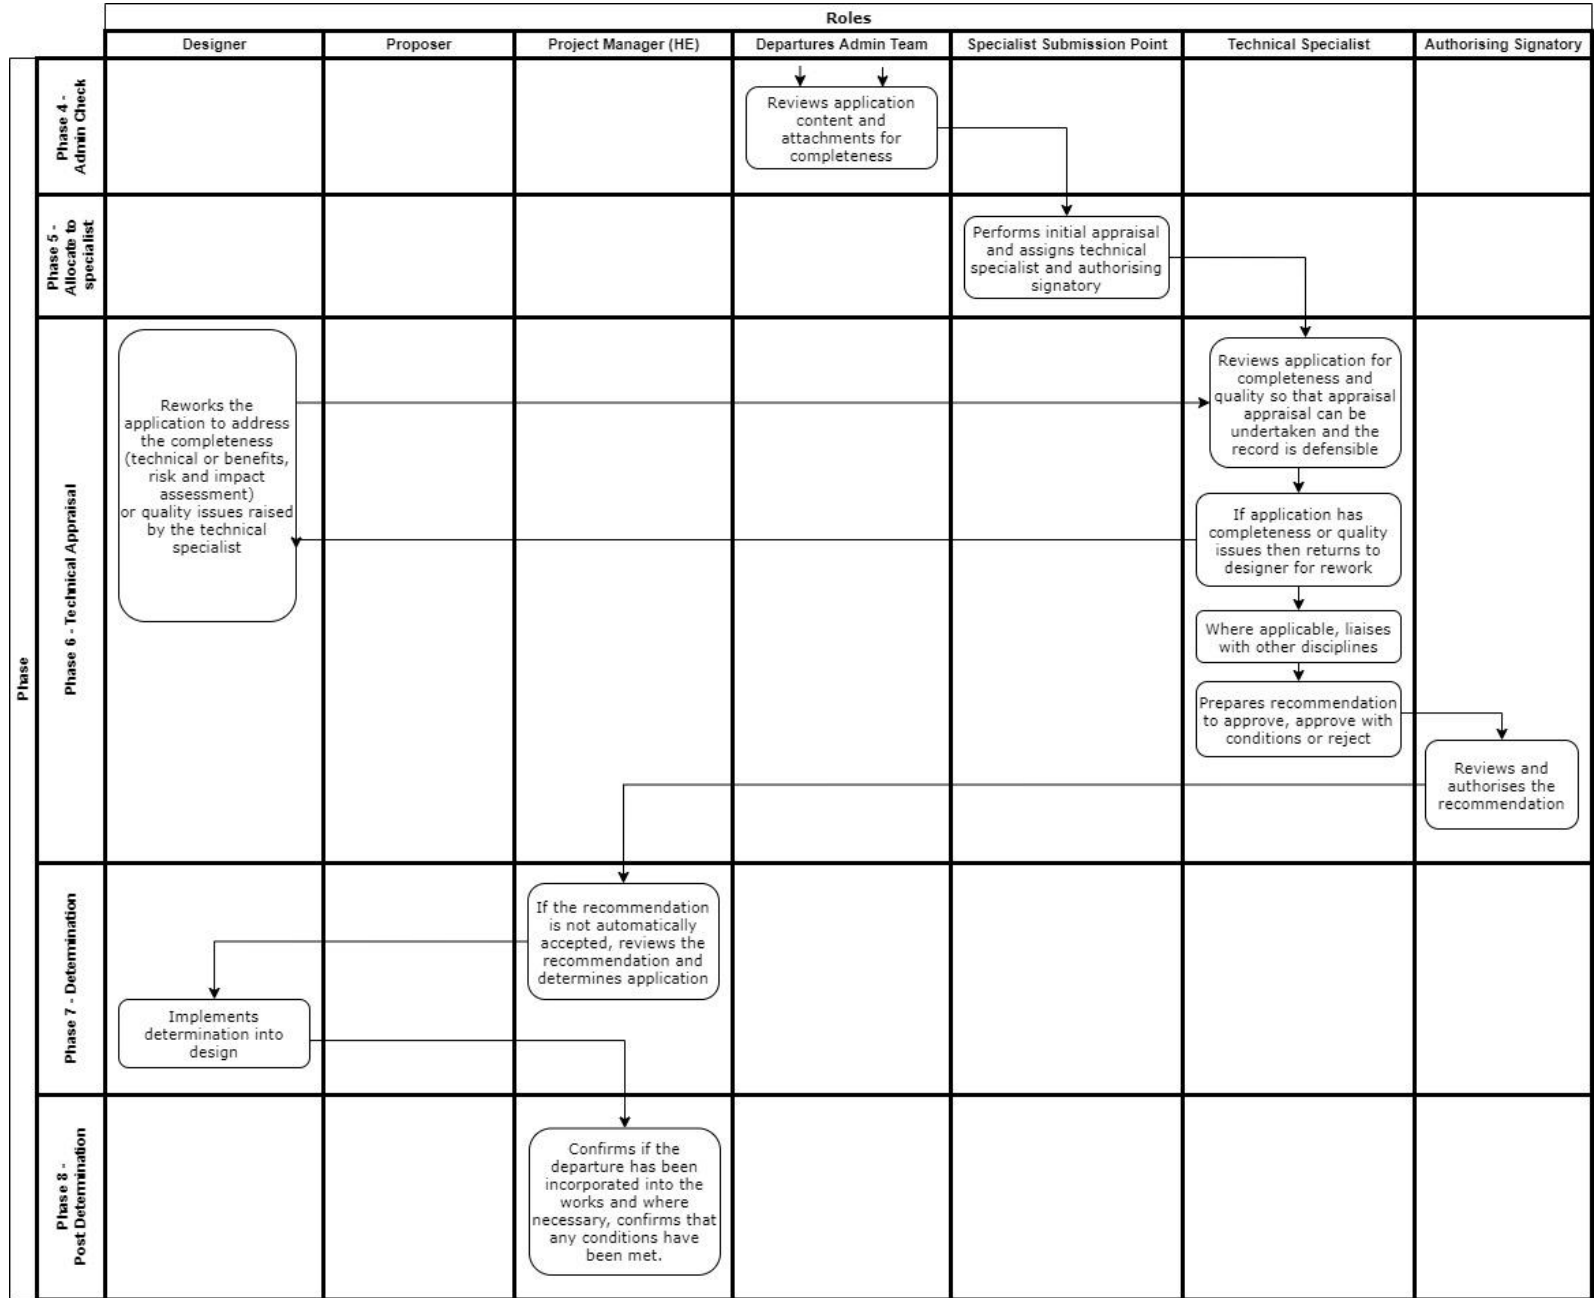 Roles
Designer
Proposer
Project Manager (HE)
Departures Admin Team
Specialist Submission Point
Technical Specialist
Authorising Signatory
Phase
Phase 4 -
Admin Check
Reviews application
content and
attachments for
completeness
Phase 5 -
Allocate to
specialist
Performs initial appraisal
and assigns technical
specialist and authorising
signatory
Phase 6 - Technical Appraisal
Reworks the
application to address
the completeness
(technical or benefits,
risk and impact
assessment)
or quality issues raised
by the technical
specialist
Reviews application for
completeness and
quality so that appraisal
appraisal can be
undertaken and the
record is defensible
If application has
completeness or quality
issues then returns to
designer for rework
Where applicable, liaises
with other disciplines
Prepares recommendation
to approve, approve with
conditions or reject
Reviews and
authorises the
recommendation
Phase 7 - Determination
If the recommendation
is not automatically
accepted, reviews the
recommendation and
determines application
Implements
determination into
design
Phase 8 -
Post Determination
Confirms if the
departure has been
incorporated into the
works and where
necessary, confirms that
any conditions have
been met.